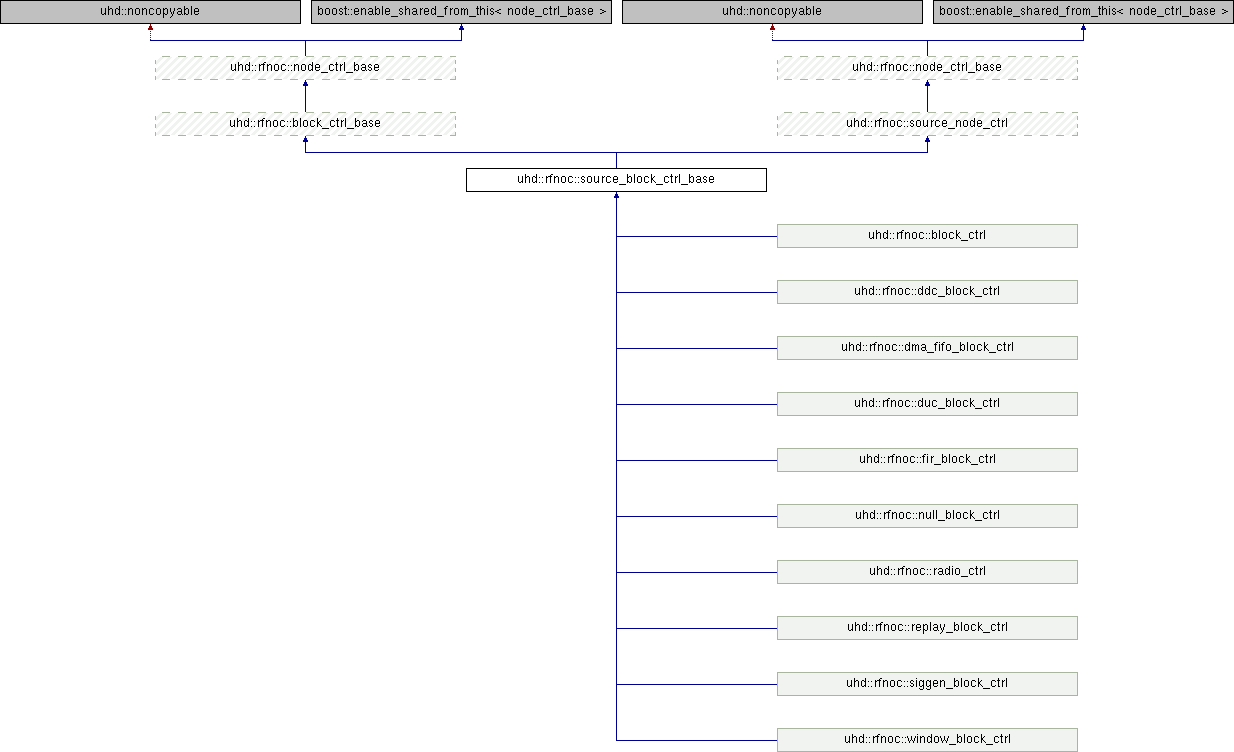 uhd::noncopyable
boost::enable_shared_from_this< node_ctrl_base >
uhd::noncopyable
boost::enable_shared_from_this< node_ctrl_base >
uhd::rfnoc::node_ctrl_base
uhd::rfnoc::node_ctrl_base
uhd::rfnoc::block_ctrl_base
uhd::rfnoc::source_node_ctrl
uhd::rfnoc::source_block_ctrl_base
uhd::rfnoc::block_ctrl
uhd::rfnoc::ddc_block_ctrl
uhd::rfnoc::dma_fifo_block_ctrl
uhd::rfnoc::duc_block_ctrl
uhd::rfnoc::fir_block_ctrl
uhd::rfnoc::null_block_ctrl
uhd::rfnoc::radio_ctrl
uhd::rfnoc::replay_block_ctrl
uhd::rfnoc::siggen_block_ctrl
uhd::rfnoc::window_block_ctrl